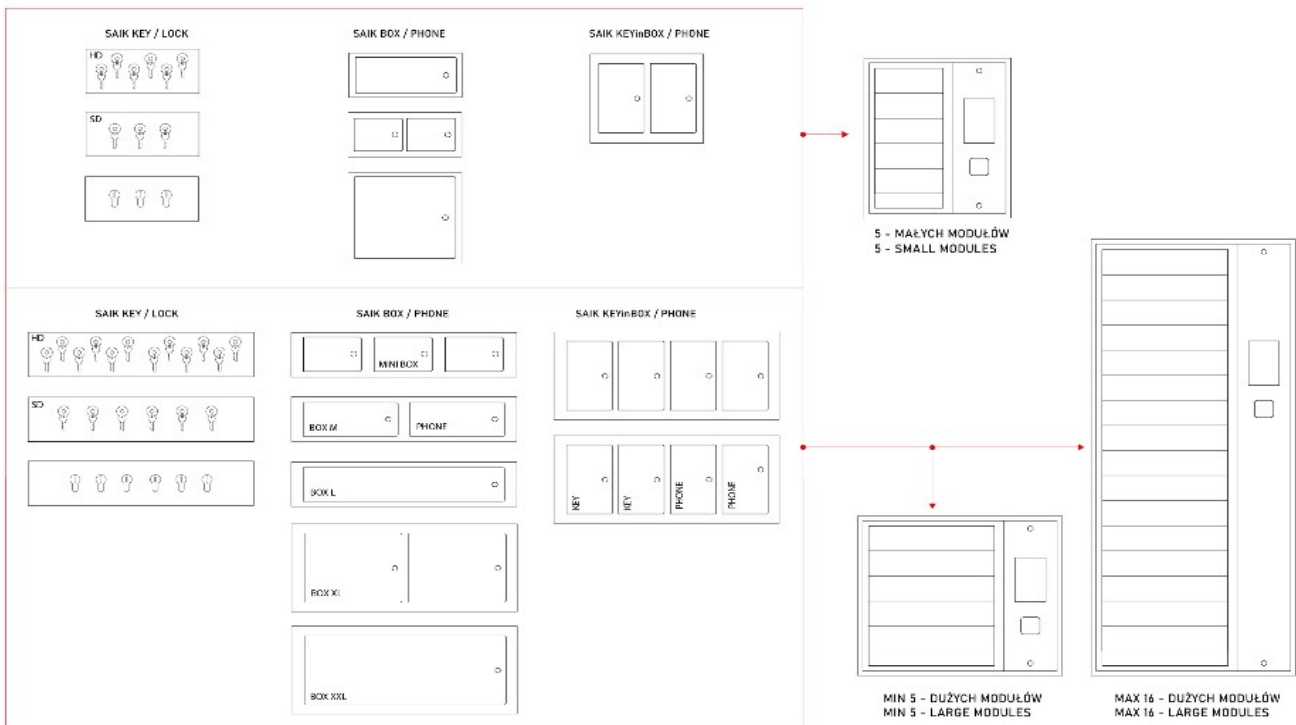 SAIK KEY / LOCK
SAIK BOX / PHONE
SAIK KEYinBOX / PHONE
HD
SD
5 - MAŁYCH MODUŁÓW
5 - SMALL MODULES
SAIK KEY / LOCK
SAIK BOX / PHONE
SAIK KEYinBOX / PHONE
HD
MINI BOX
SD
BOX M
PHONE
BOX L
KEY
KEY
PHONE
PHONE
BOX XL
BOX XXL
MIN 5 - DUŻYCH MODUŁÓW
MIN 5 - LARGE MODULES
MAX 16 - DUŻYCH MODUŁÓW
MAX 16 - LARGE MODULES